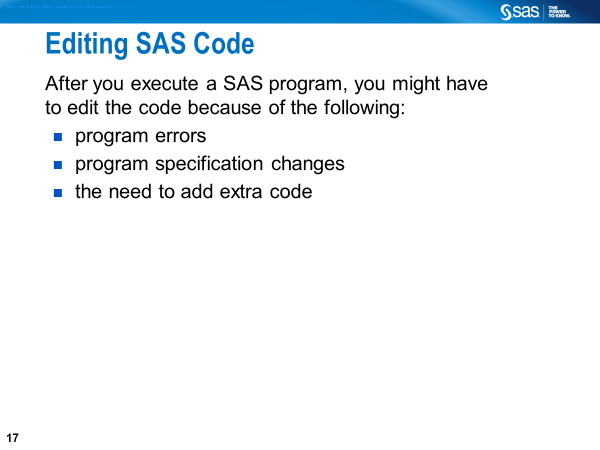 sas THE POWER TO KNOW.
Editing SAS Code
After you execute a SAS program, you might have
to edit the code because of the following:
program errors
program specification changes
the need to add extra code
17